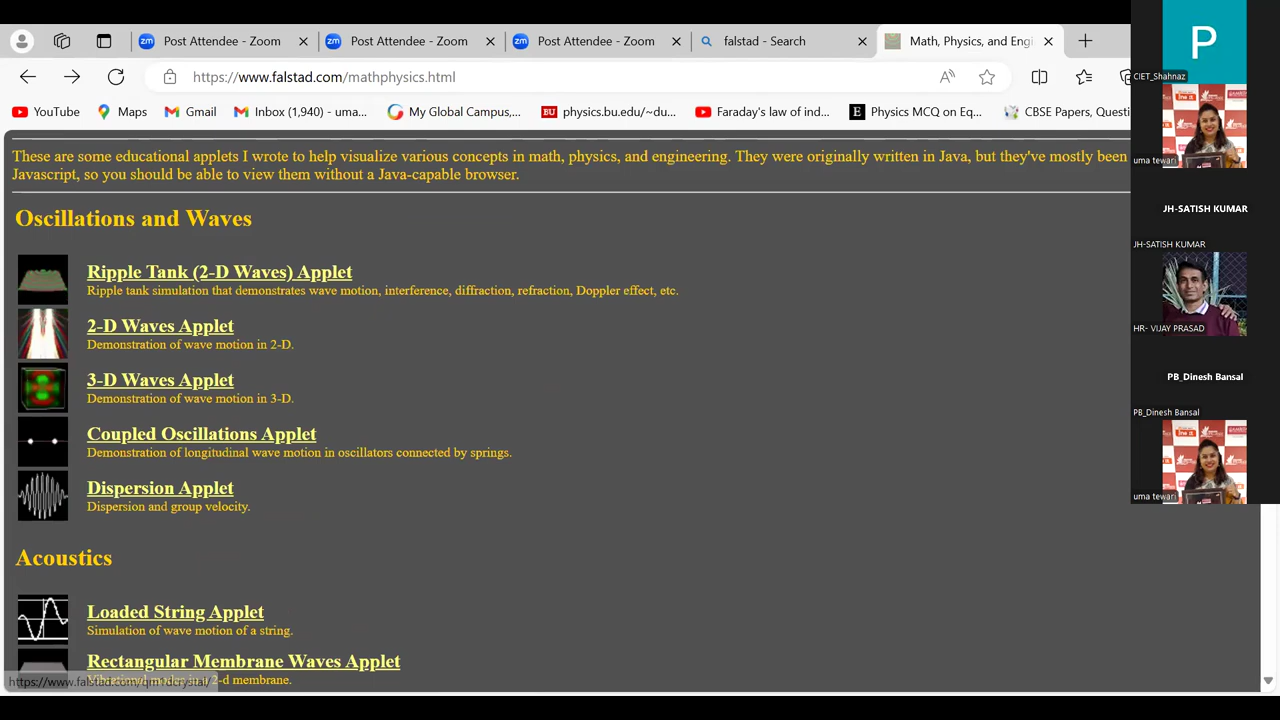 Post Attendee - Zoom
Post Attendee - Zoom
Post Attendee - Zoom
falstad - Search
Math, Physics, and Engi
https://www.falstad.com/mathphysics.html
YouTube
Maps
Gmail
Inbox (1,940) - uma...
My Global Campus,...
physics.bu.edu/~du...
Faraday's law of ind...
Physics MCQ on Eq...
CBSE Papers, Questi
These are some educational applets I wrote to help visualize various concepts in math, physics, and engineering. They were originally written in Java, but they've mostly been
Javascript, so you should be able to view them without a Java-capable browser.
Oscillations and Waves
Ripple Tank (2-D Waves) Applet
Ripple tank simulation that demonstrates wave motion, interference, diffraction, refraction, Doppler effect, etc.
2-D Waves Applet
Demonstration of wave motion in 2-D.
3-D Waves Applet
Demonstration of wave motion in 3-D.
Coupled Oscillations Applet
Demonstration of longitudinal wave motion in oscillators connected by springs.
Dispersion Applet
Dispersion and group velocity.
Acoustics
Loaded String Applet
Simulation of wave motion of a string.
Rectangular Membrane Waves Applet
2-d membrane.
P
CIET_Shahnaz
uma tewari
JH-SATISH KUMAR
JH-SATISH KUMAR
HR- VIJAY PRASAD
PB_Dinesh Bansal
PB_Dinesh Bansal
uma tewari